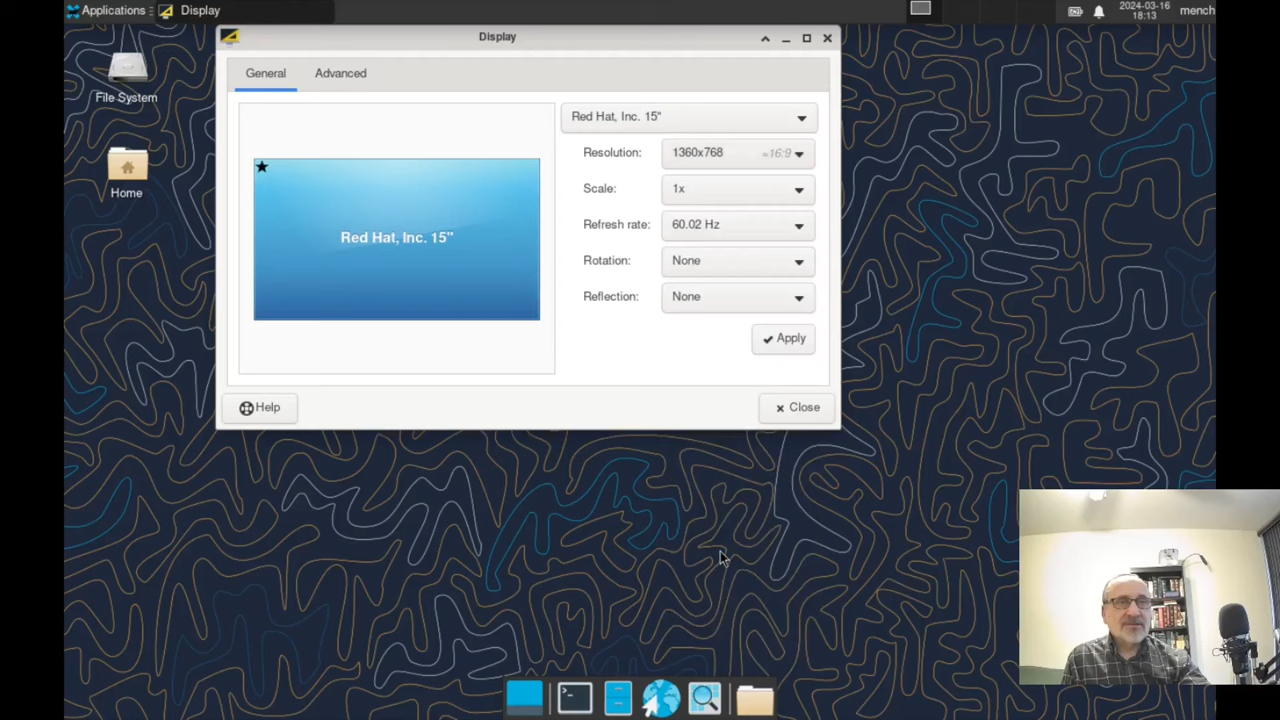 Applications
Display
2024-03-16
18:13
mench
File System
Home
Display
General
Advanced
Red Hat, Inc. 15"
Red Hat, Inc. 15"
Resolution:
1360x768
≈16:9
Scale:
1x
Refresh rate:
60.02 Hz
Rotation:
None
Reflection:
None
Apply
Help
Close